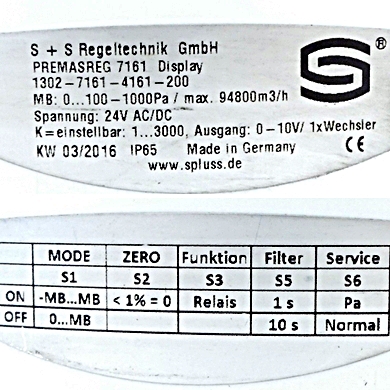 S + S Regeltechnik GmbH
PREMASREG 7161 Display
1302-7161-4161-200
MB: 0...100-1000Pa / max. 94800m3/h
Spannung: 24V AC/DC
K=einstellbar: 1...3000, Ausgang: 0-10V/ 1xWechsler
KW 03/2016 IP65 Made in Germany CE
www.spluss.de
S ®
MODE ZERO Funktion Filter Service
S1 S2 S3 S5 S6
ON -MB...MB < 1% = 0 Relais 1 s Pa
OFF 0...MB 10 s Normal